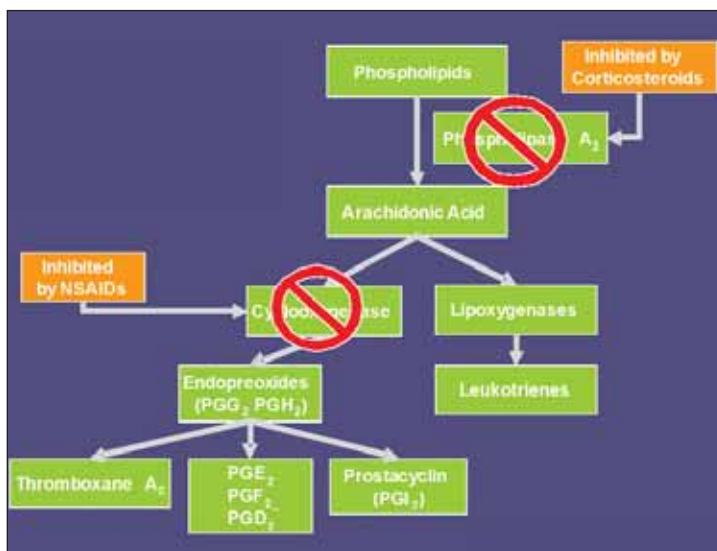 Phospholipids
Inhibited by
Corticosteroids
A₂
Arachidonic Acid
Inhibited
by NSAIDs
Lipoxygenases
Endopreoxides
(PGG₂ PGH₂)
Leukotrienes
Thromboxane A₂
PGE₂
PGF₂
PGD₂
Prostacyclin
(PGI₂)